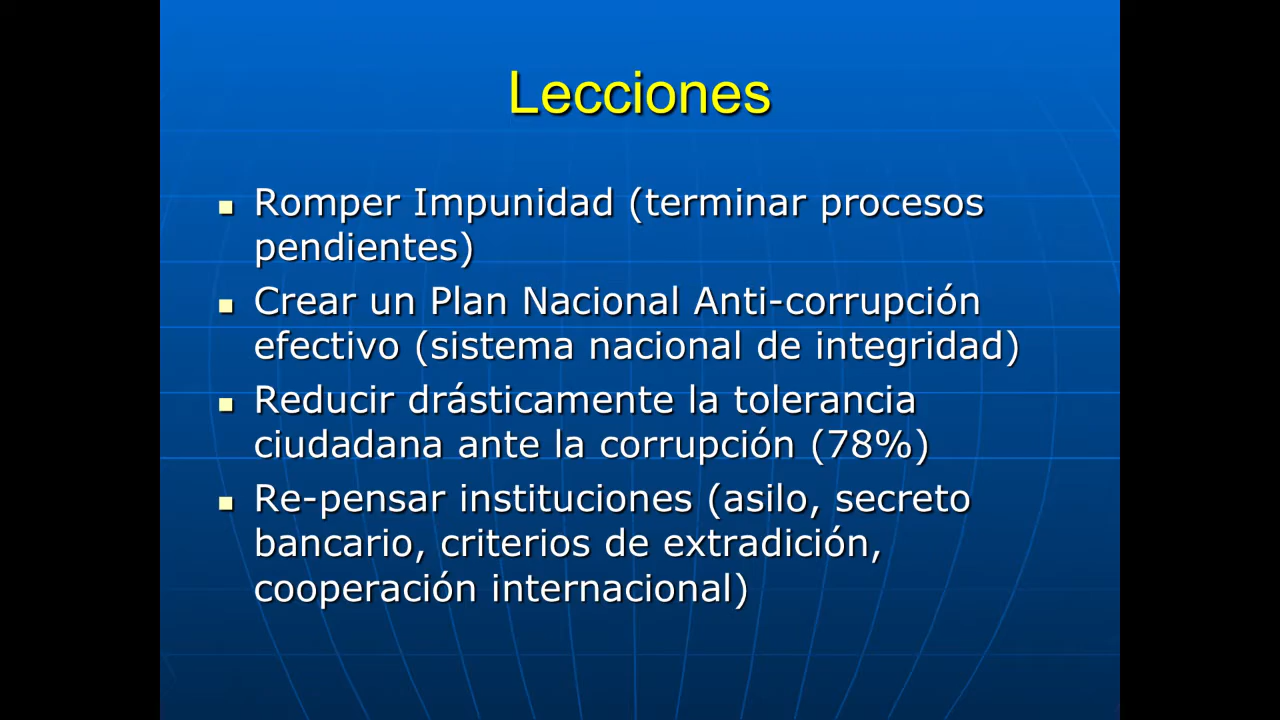 Lecciones
Romper Impunidad (terminar procesos
pendientes)
Crear un Plan Nacional Anti-corrupción
efectivo (sistema nacional de integridad)
Reducir drásticamente la tolerancia
ciudadana ante la corrupción (78%)
Re-pensar instituciones (asilo, secreto
bancario, criterios de extradición,
cooperación internacional)